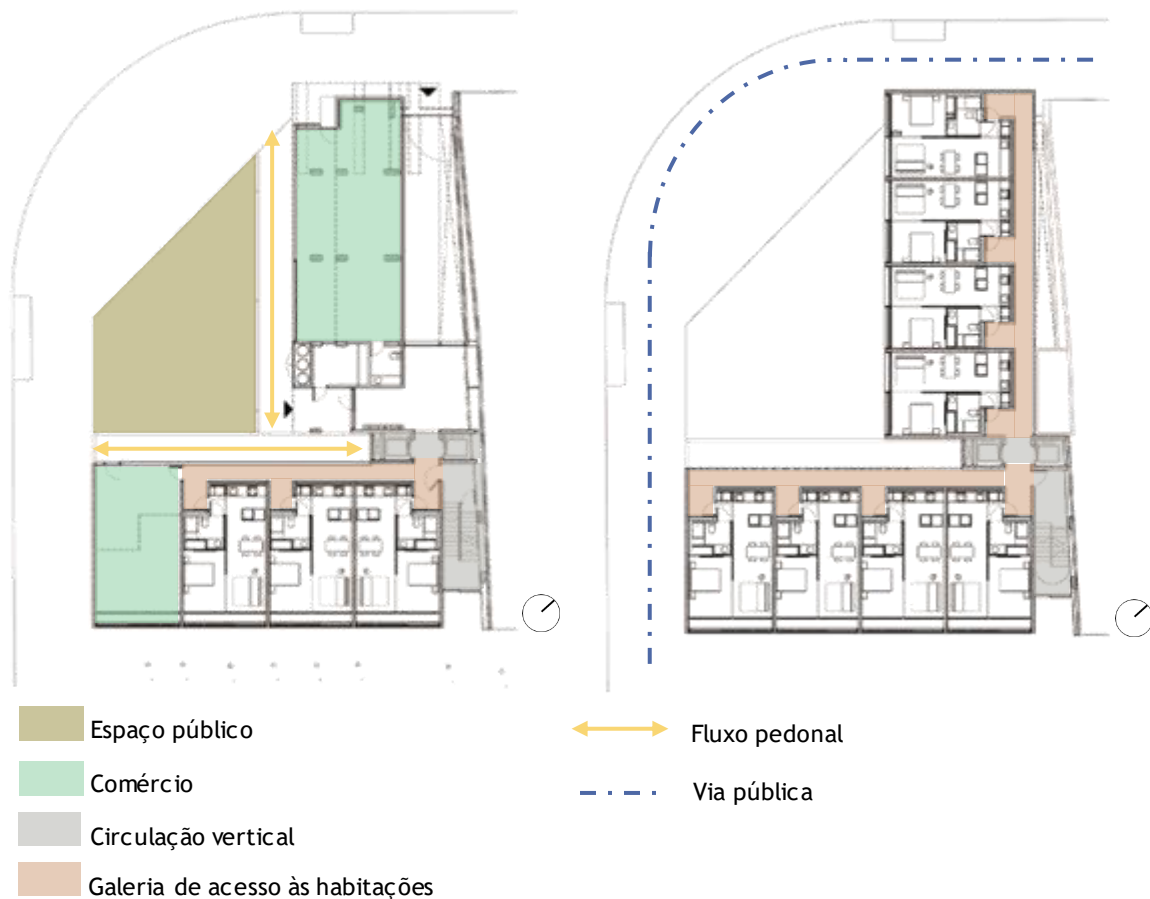 Espaço público
Comércio
Circulação vertical
Galeria de acesso às habitações
Fluxo pedonal
Via pública